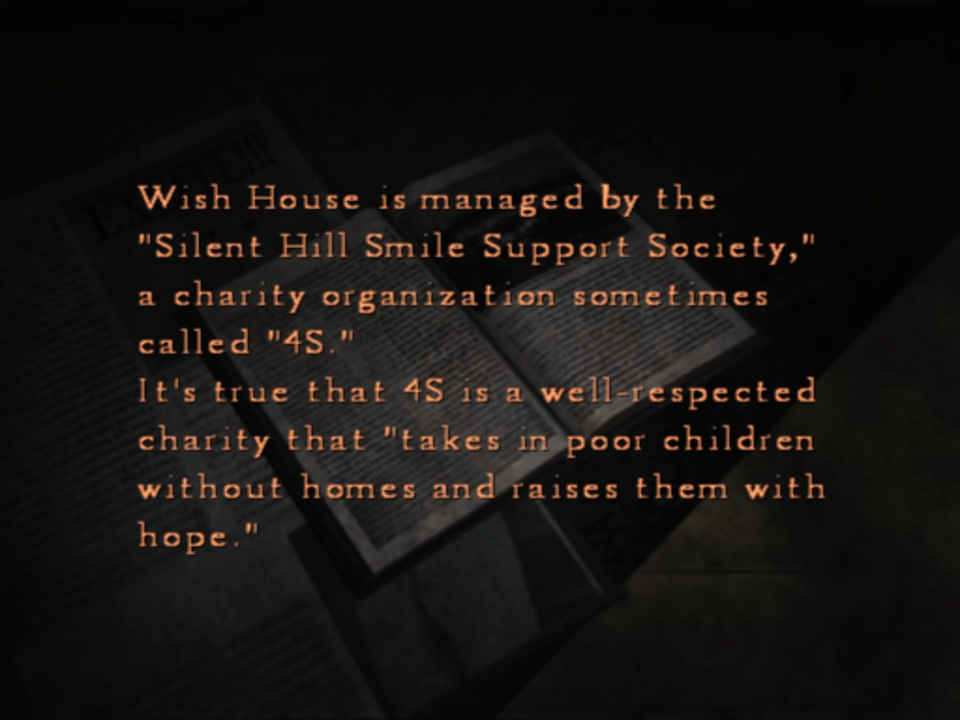 Wish House is managed by the
"Silent Hill Smile Support Society,"
a charity organization sometimes
called "4S."
It's true that 4S is a well-respected
charity that "takes in poor children
without homes and raises them with
hope."